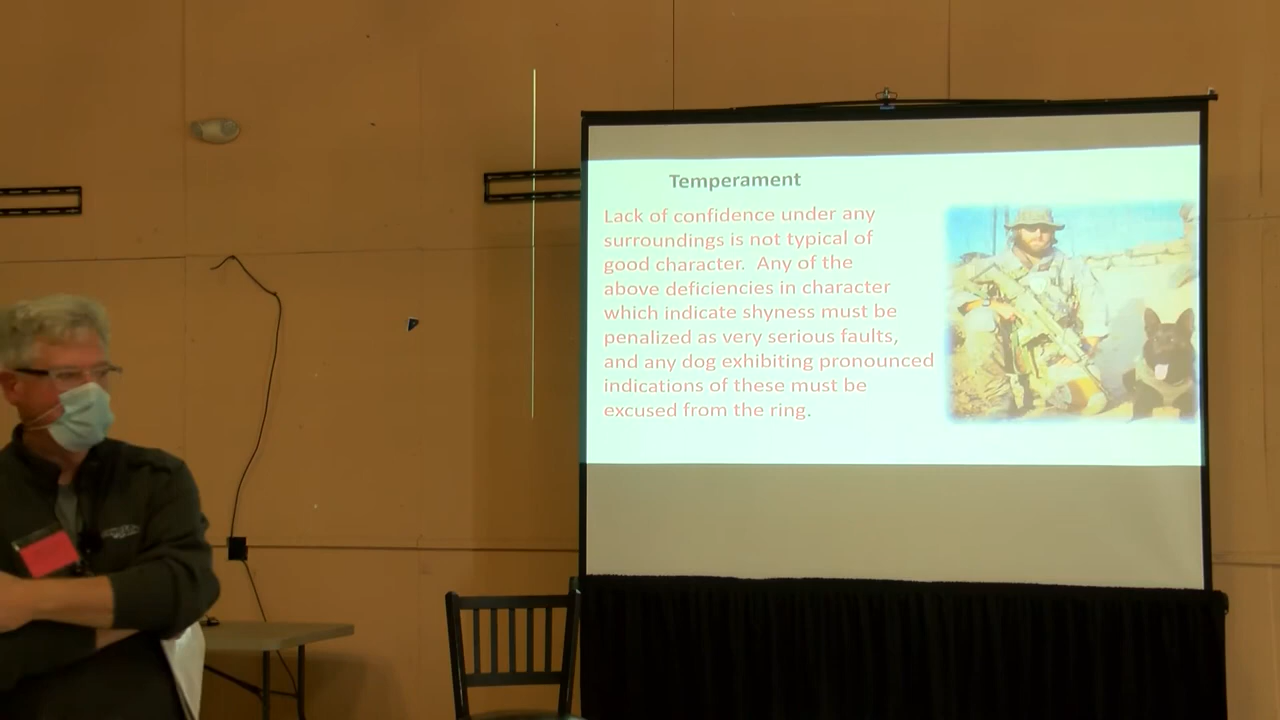 Temperament
Lack of confidence under any
surroundings is not typical of
good character. Any of the
above deficiencies in character
which indicate shyness must be
penalized as very serious faults,
and any dog exhibiting pronounced
indications of these must be
excused from the ring.